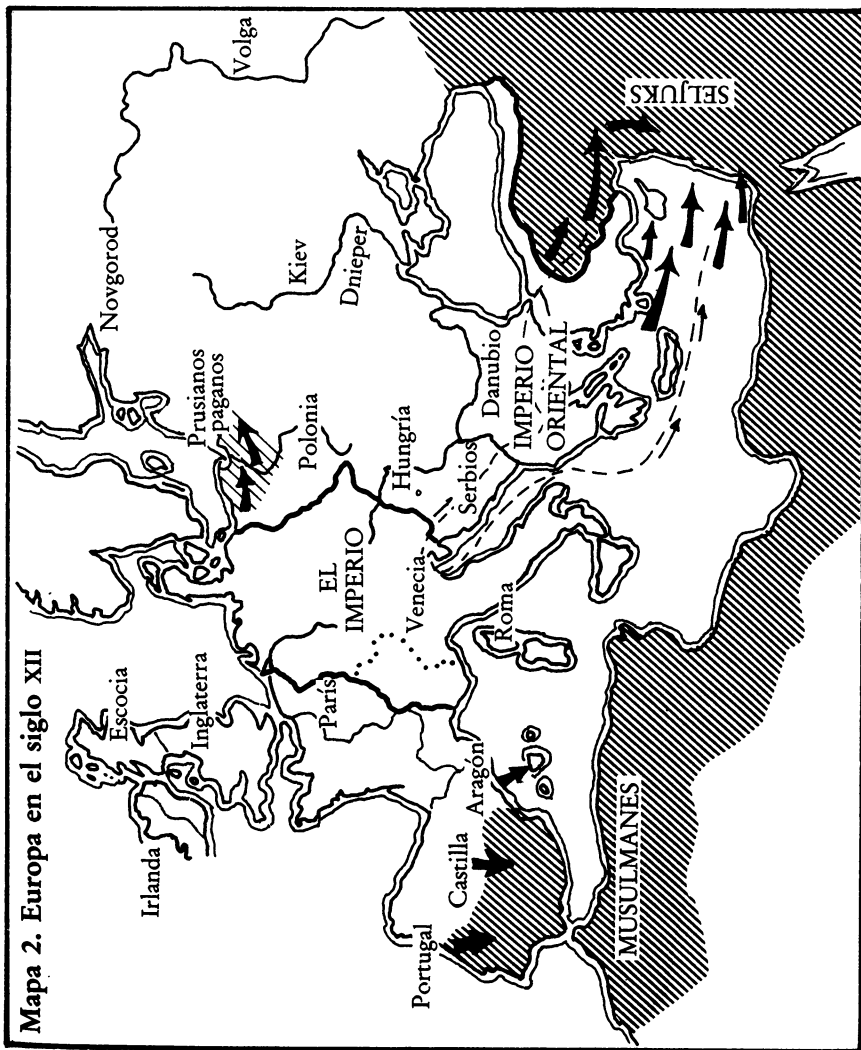 Mapa 2. Europa en el siglo XII
Irlanda
Escocia
Inglaterra
París
EL
IMPERIO
Venecia
Roma
Portugal
Castilla
Aragón
MUSULMANES
Prusianos
paganos
Polonia
Hungría
Serbios
Danubio
IMPERIO
ORIENTAL
Novgorod
Kiev
Dnieper
Volga
SELJUKS